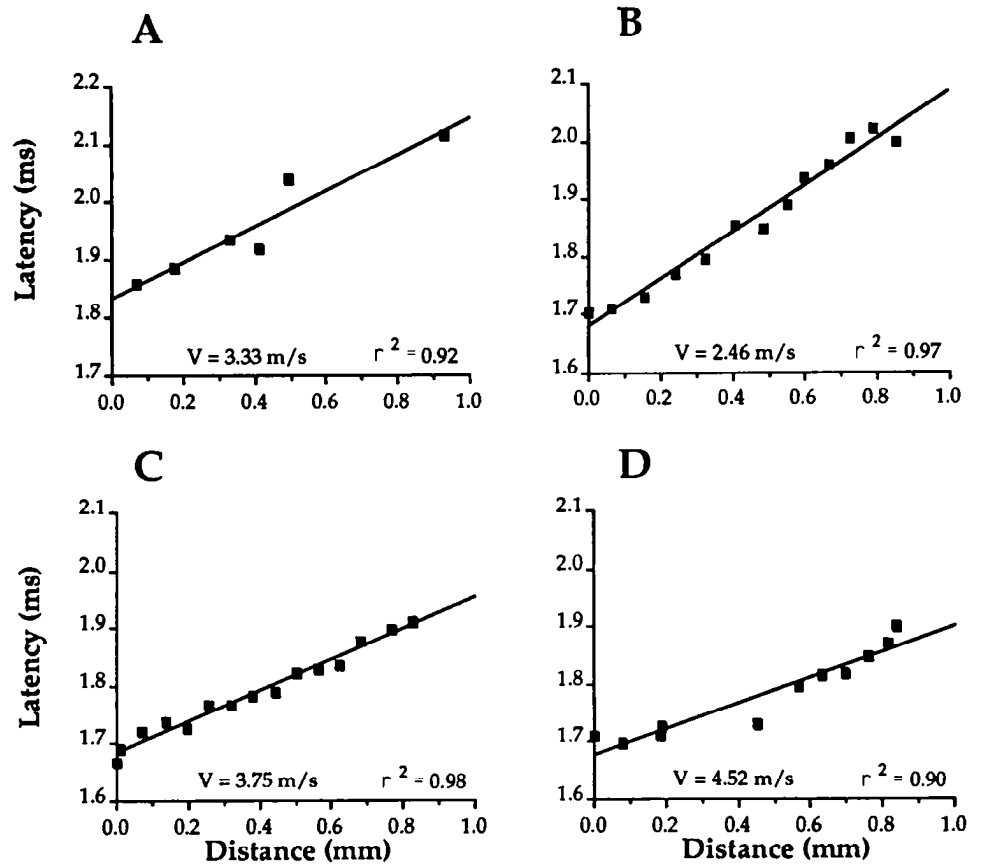 A
Latency (ms)
2.2
2.1
2.0
1.9
1.8
1.7
V = 3.33 m/s
r 2 = 0.92
0.0 0.2 0.4 0.6 0.8 1.0
B
2.1
2.0
1.9
1.8
1.7
1.6
V = 2.46 m/s
r 2 = 0.97
0.0 0.2 0.4 0.6 0.8 1.0
C
Latency (ms)
2.1
2.0
1.9
1.8
1.7
1.6
V = 3.75 m/s
r 2 = 0.98
0.0 0.2 0.4 0.6 0.8 1.0
Distance (mm)
D
2.1
2.0
1.9
1.8
1.7
1.6
V = 4.52 m/s
r 2 = 0.90
0.0 0.2 0.4 0.6 0.8 1.0
Distance (mm)